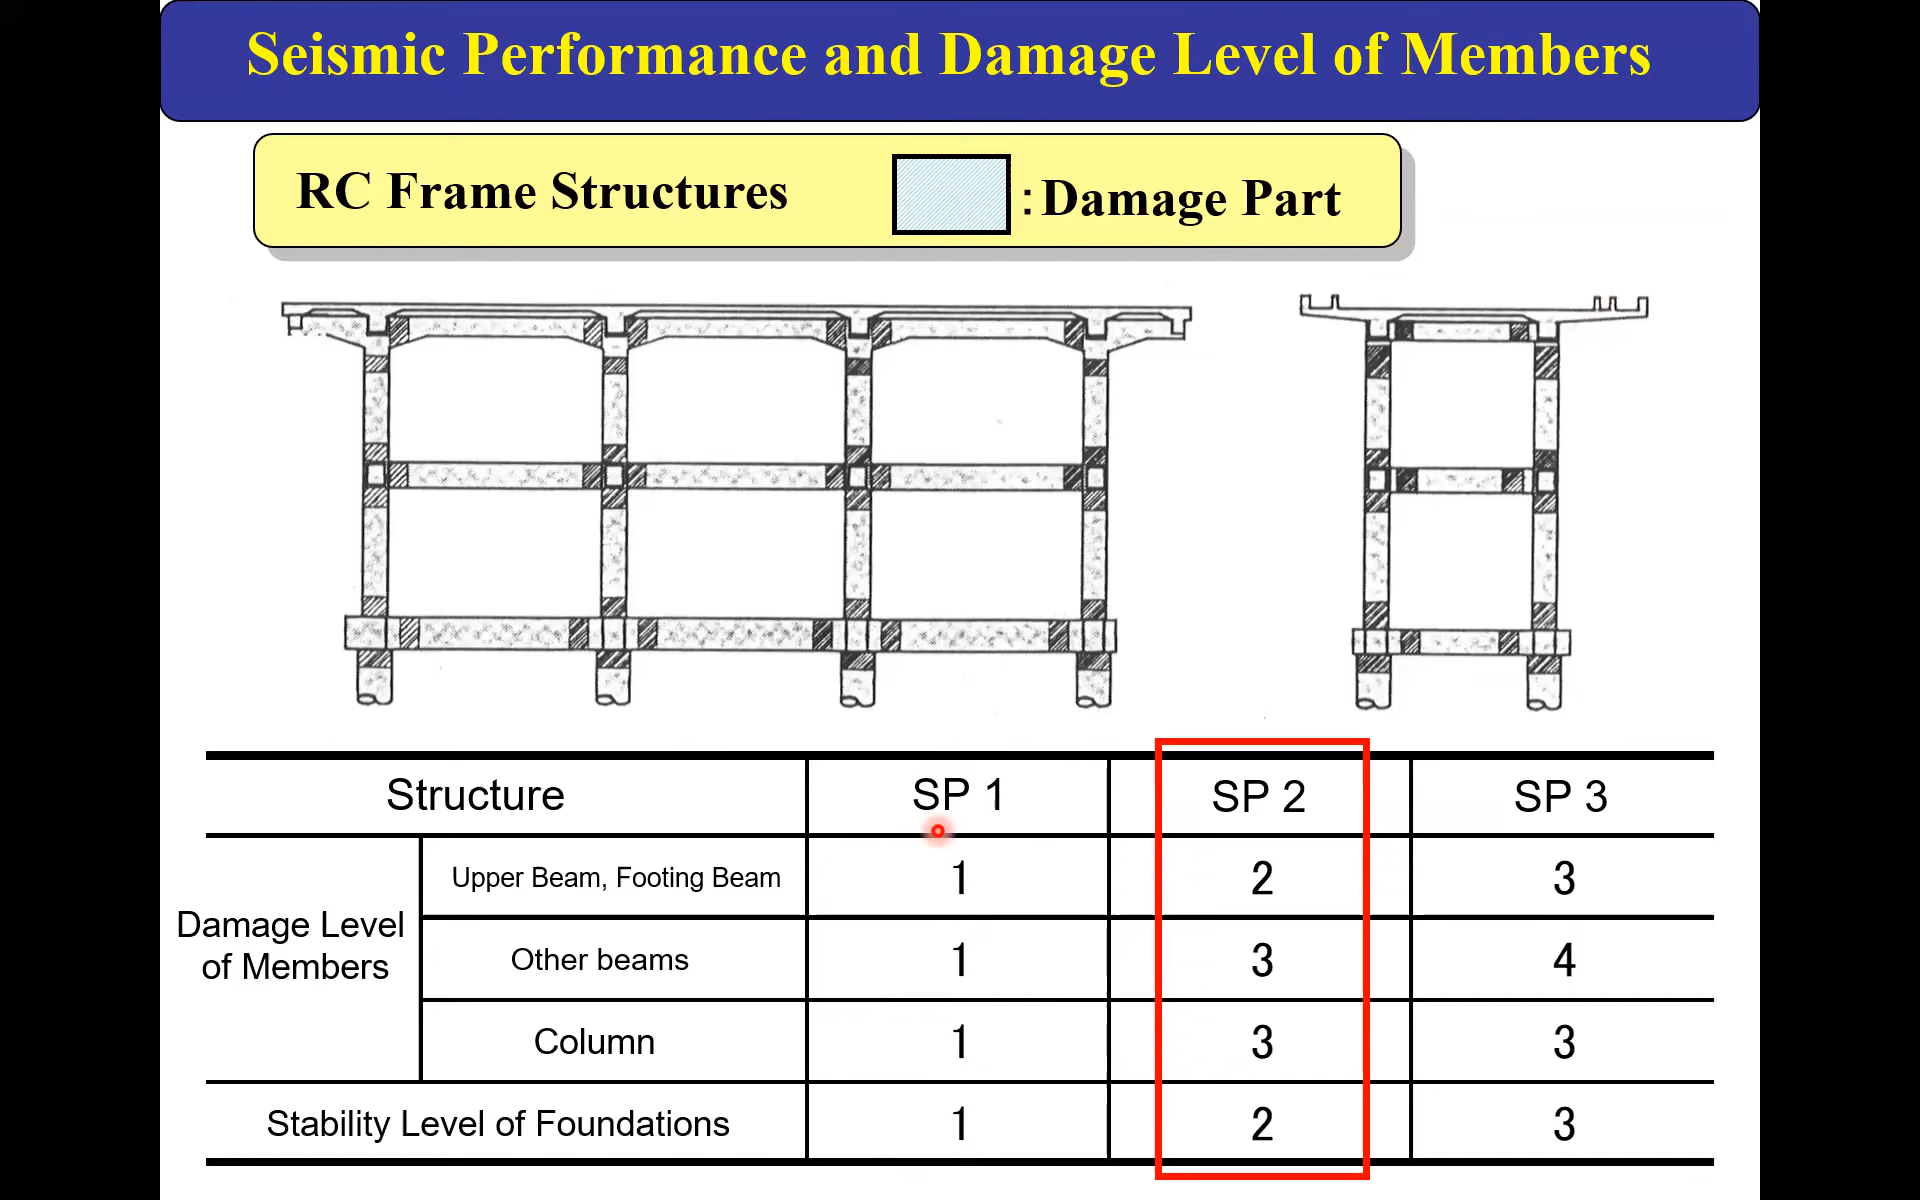 Seismic Performance and Damage Level of Members
RC Frame Structures
:Damage Part
Structure SP 1 SP 2 SP 3
Damage Level of Members
Upper Beam, Footing Beam 1 2 3
Other beams 1 3 4
Column 1 3 3
Stability Level of Foundations 1 2 3